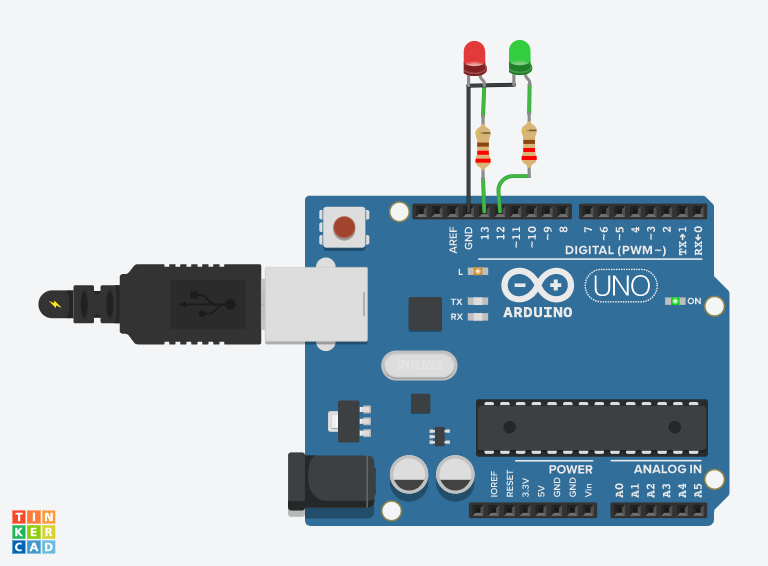 AREF
GND
13
12
~11
~10
~9
8
7
~6
~5
4
~3
2
TX→1
RX←0
DIGITAL (PWM~)
L
TX
RX
ARDUINO
UNO
ON
IOREF
RESET
3.3V
5V
GND
GND
Vin
POWER
ANALOG IN
A0
A1
A2
A3
A4
A5
TIN
KER
CAD